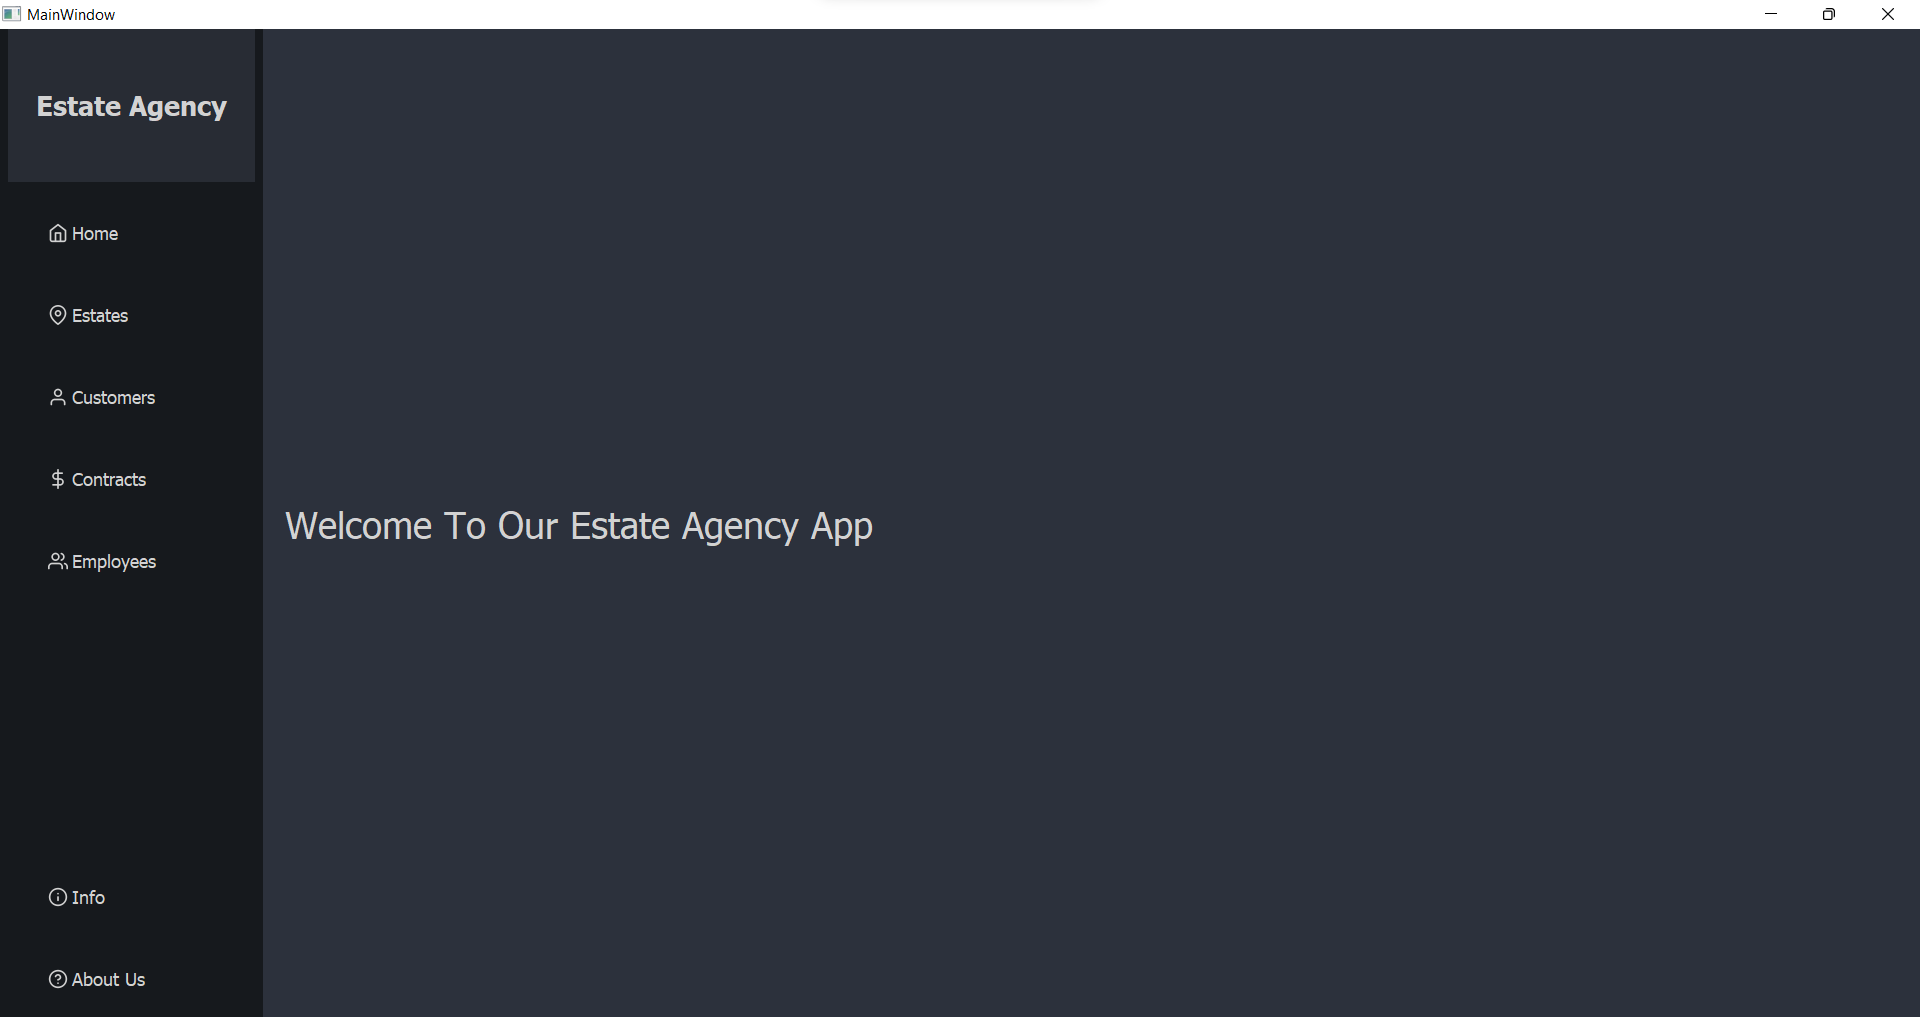 MainWindow
Estate Agency
Home
Estates
Customers
Contracts
Employees
Info
About Us
Welcome To Our Estate Agency App